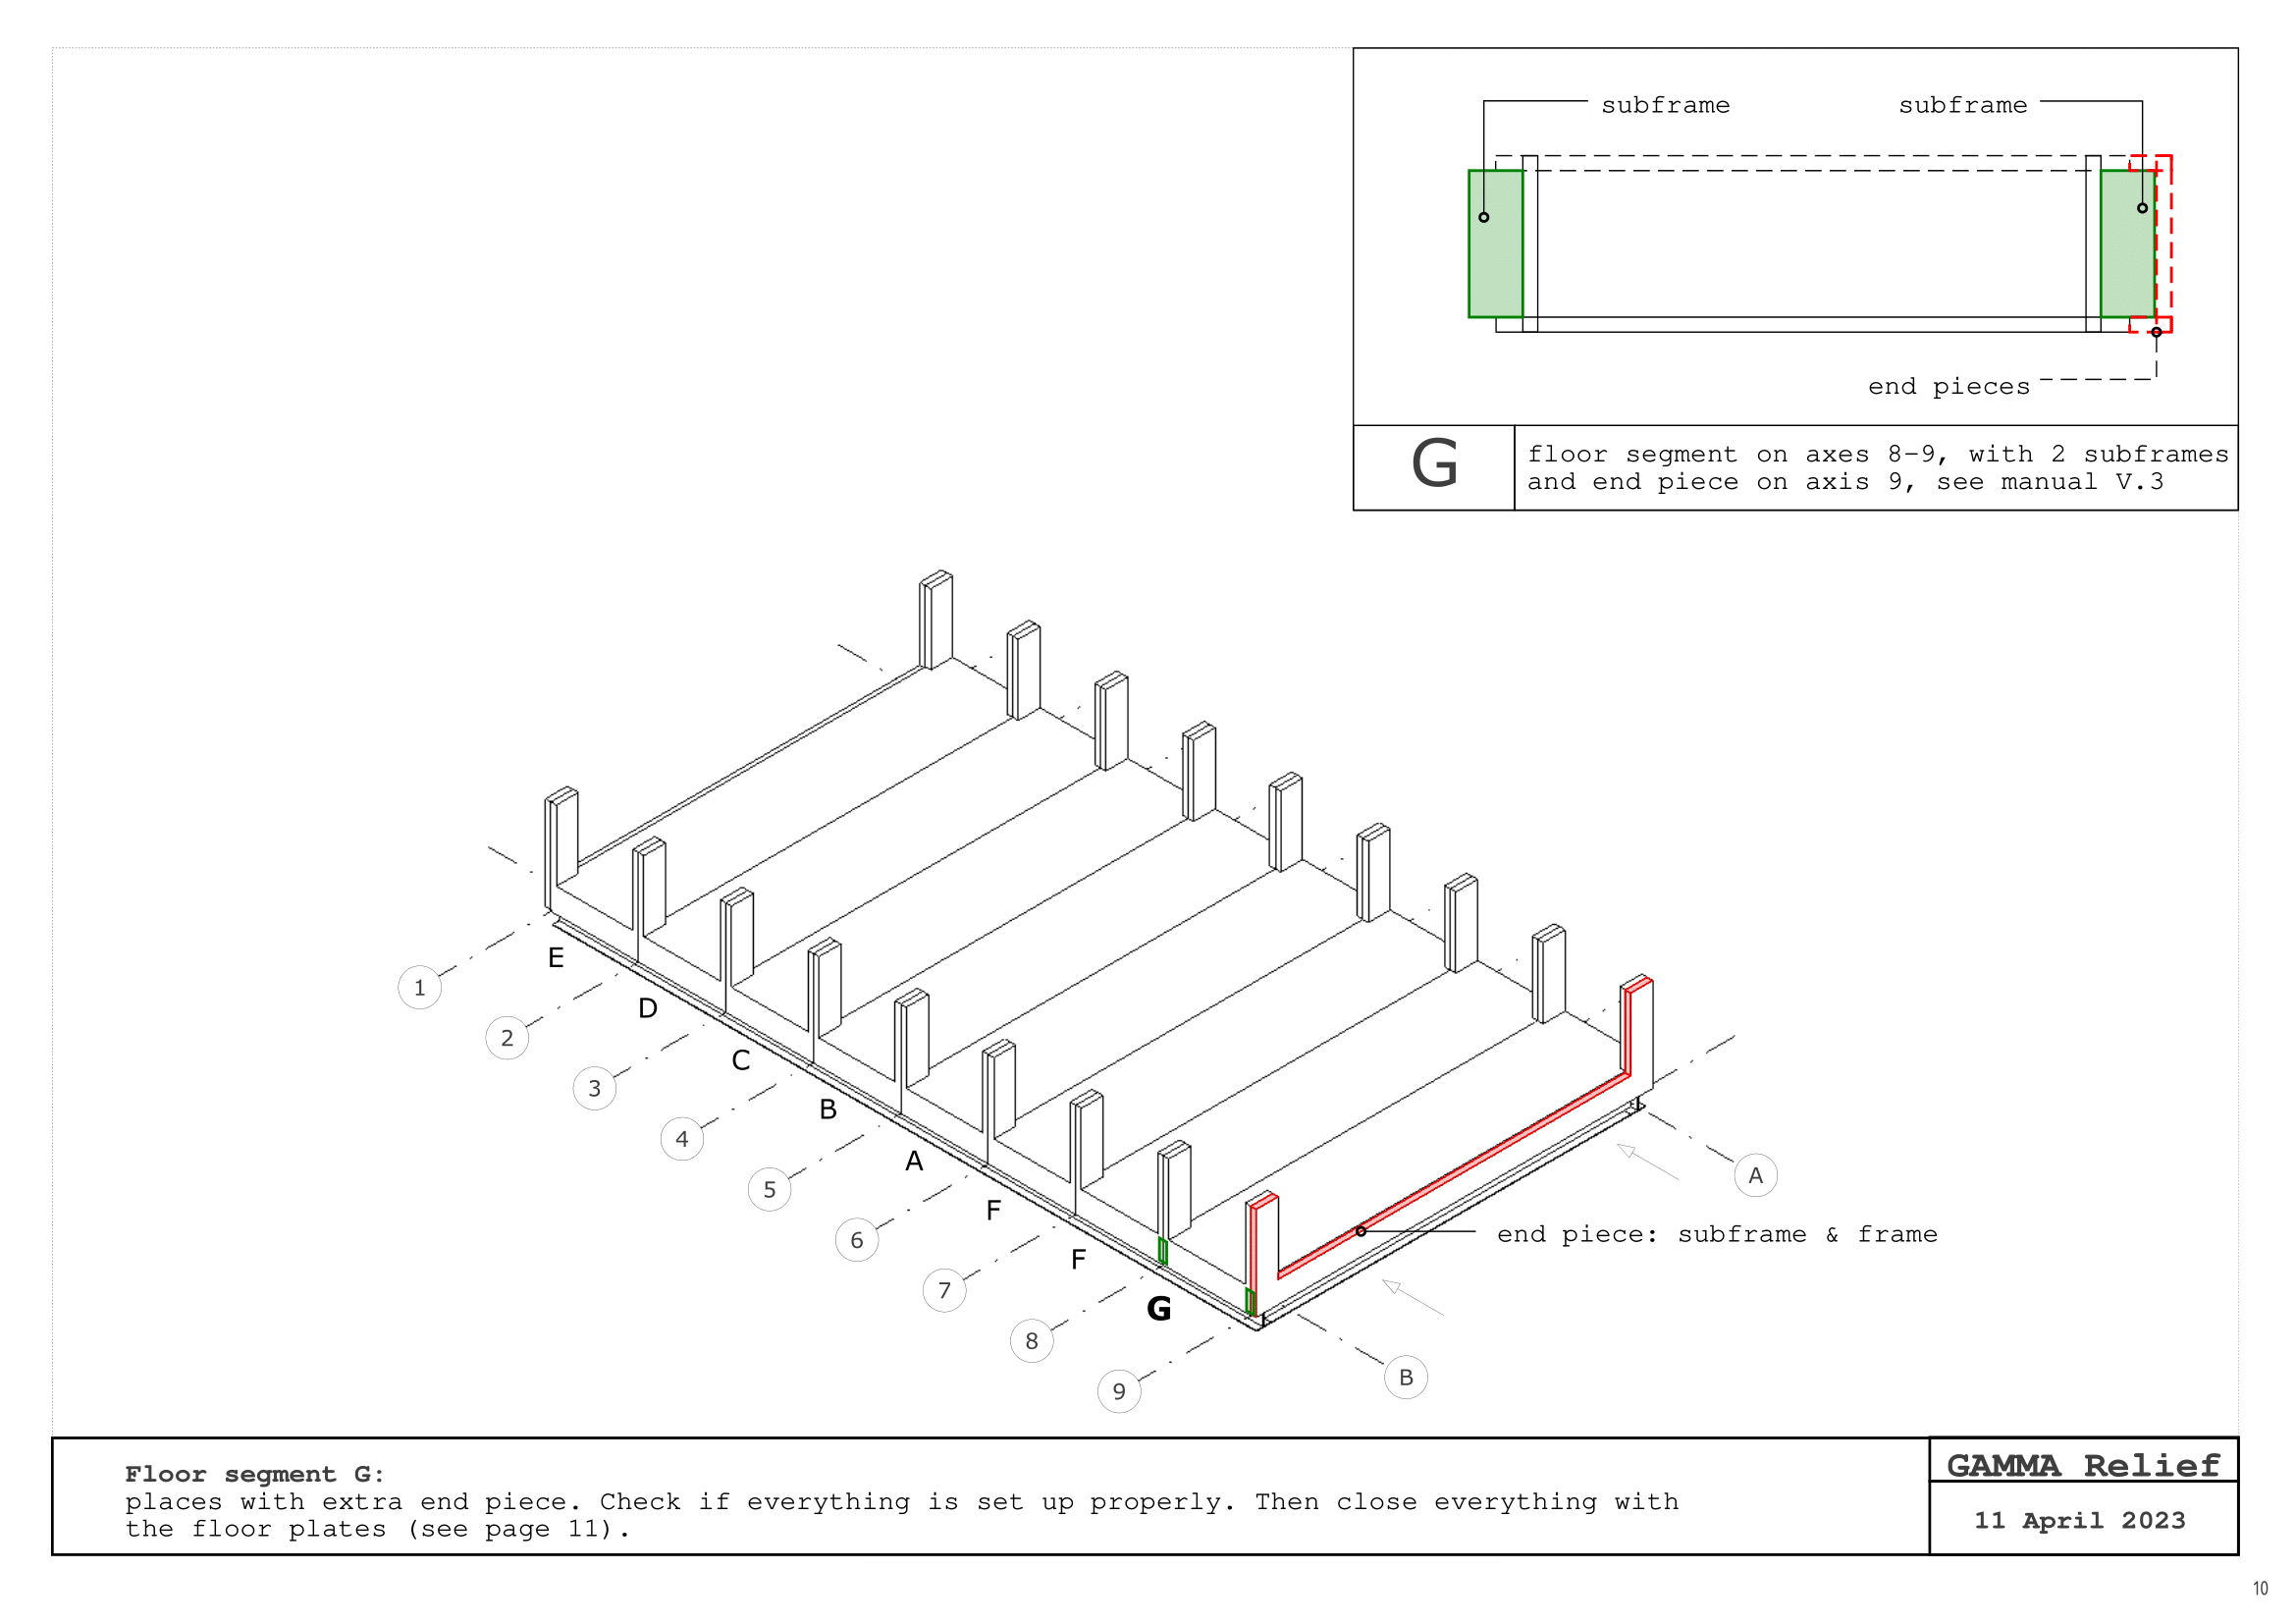 subframe
subframe
end pieces
G
floor segment on axes 8-9, with 2 subframes
and end piece on axis 9, see manual V.3
E
1
D
2
C
3
B
4
A
5
F
6
F
7
G
8
9
A
B
end piece: subframe & frame
Floor segment G:
places with extra end piece. Check if everything is set up properly. Then close everything with
the floor plates (see page 11).
GAMMA Relief
11 April 2023
10